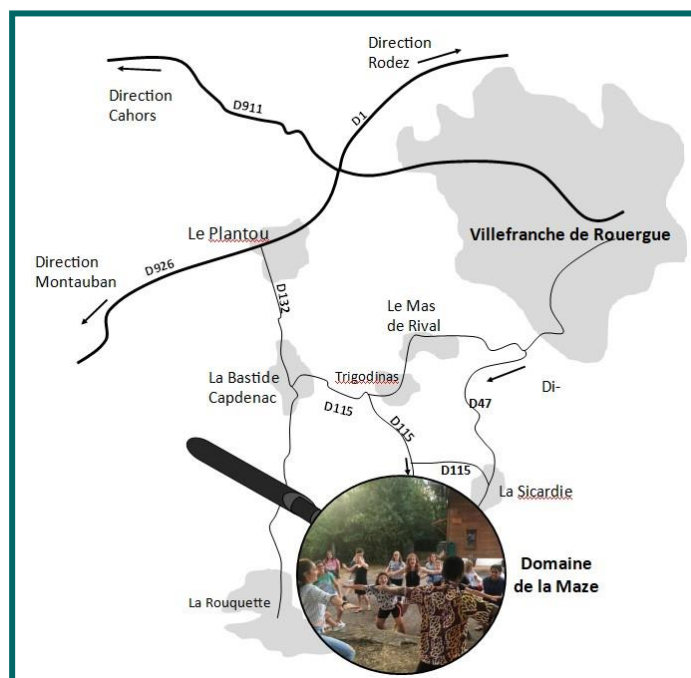 Direction
Rodez
Direction
Cahors
D911
D1
Le Plantou
Villefranche de Rouergue
Direction
Montauban
D926
D132
Le Mas
de Rival
La Bastide
Capdenac
Trigodinas
Di-
D115
D47
D115
D115
La Sicardie
Domaine
de la Maze
La Rouquette